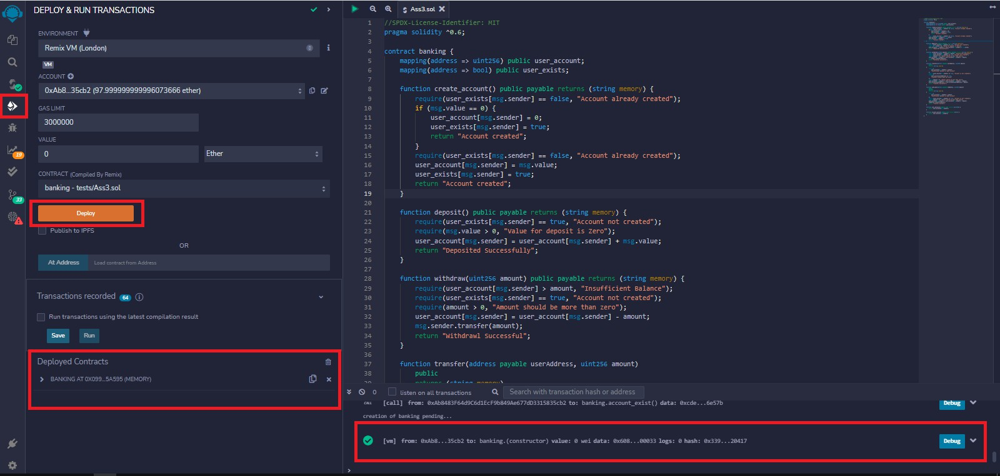 DEPLOY & RUN TRANSACTIONS
ENVIRONMENT
Remix VM (London)
VM
ACCOUNT
0xAb8...35cb2 (97.999999999996073666 ether)
GAS LIMIT
3000000
VALUE
0
Ether
CONTRACT (Compiled By Remix)
banking - tests/Ass3.sol
Deploy
Publish to IPFS
OR
At Address
Load contract from Address
Transactions recorded 64
Run transactions using the latest compilation result
Save
Run
Deployed Contracts
BANKING AT 0X099...5A595 (MEMORY)
19
33
Ass3.sol
1 //SPDX-License-Identifier: MIT
2 pragma solidity ^0.6;
3
4 contract banking {
5 mapping(address => uint256) public user_account;
6 mapping(address => bool) public user_exists;
7
8 function create_account() public payable returns (string memory) {
9 require(user_exists[msg.sender] == false, "Account already created");
10 if (msg.value == 0) {
11 user_account[msg.sender] = 0;
12 user_exists[msg.sender] = true;
13 return "Account created";
14 }
15 require(user_exists[msg.sender] == false, "Account already created");
16 user_account[msg.sender] = msg.value;
17 user_exists[msg.sender] = true;
18 return "Account created";
19 }
20
21 function deposit() public payable returns (string memory) {
22 require(user_exists[msg.sender] == true, "Account not created");
23 require(msg.value > 0, "Value for deposit is Zero");
24 user_account[msg.sender] = user_account[msg.sender] + msg.value;
25 return "Deposited Successfully";
26 }
27
28 function withdraw(uint256 amount) public payable returns (string memory) {
29 require(user_account[msg.sender] > amount, "Insufficient Balance");
30 require(user_exists[msg.sender] == true, "Account not created");
31 require(amount > 0, "Amount should be more than zero");
32 user_account[msg.sender] = user_account[msg.sender] - amount;
33 msg.sender.transfer(amount);
34 return "Withdrawl Successful";
35 }
36
37 function transfer(address payable userAddress, uint256 amount)
38 public
39 returns (string memory)
0
listen on all transactions
Search with transaction hash or address
CALL [call] from: 0xAb8483F64d9C6d1EcF9b849Ae677dD3315835cb2 to: banking.account_exist() data: 0xcde...6e57b
Debug
creation of banking pending...
[vm] from: 0xAb8...35cb2 to: banking.(constructor) value: 0 wei data: 0x608...00033 logs: 0 hash: 0x339...20417
Debug
>